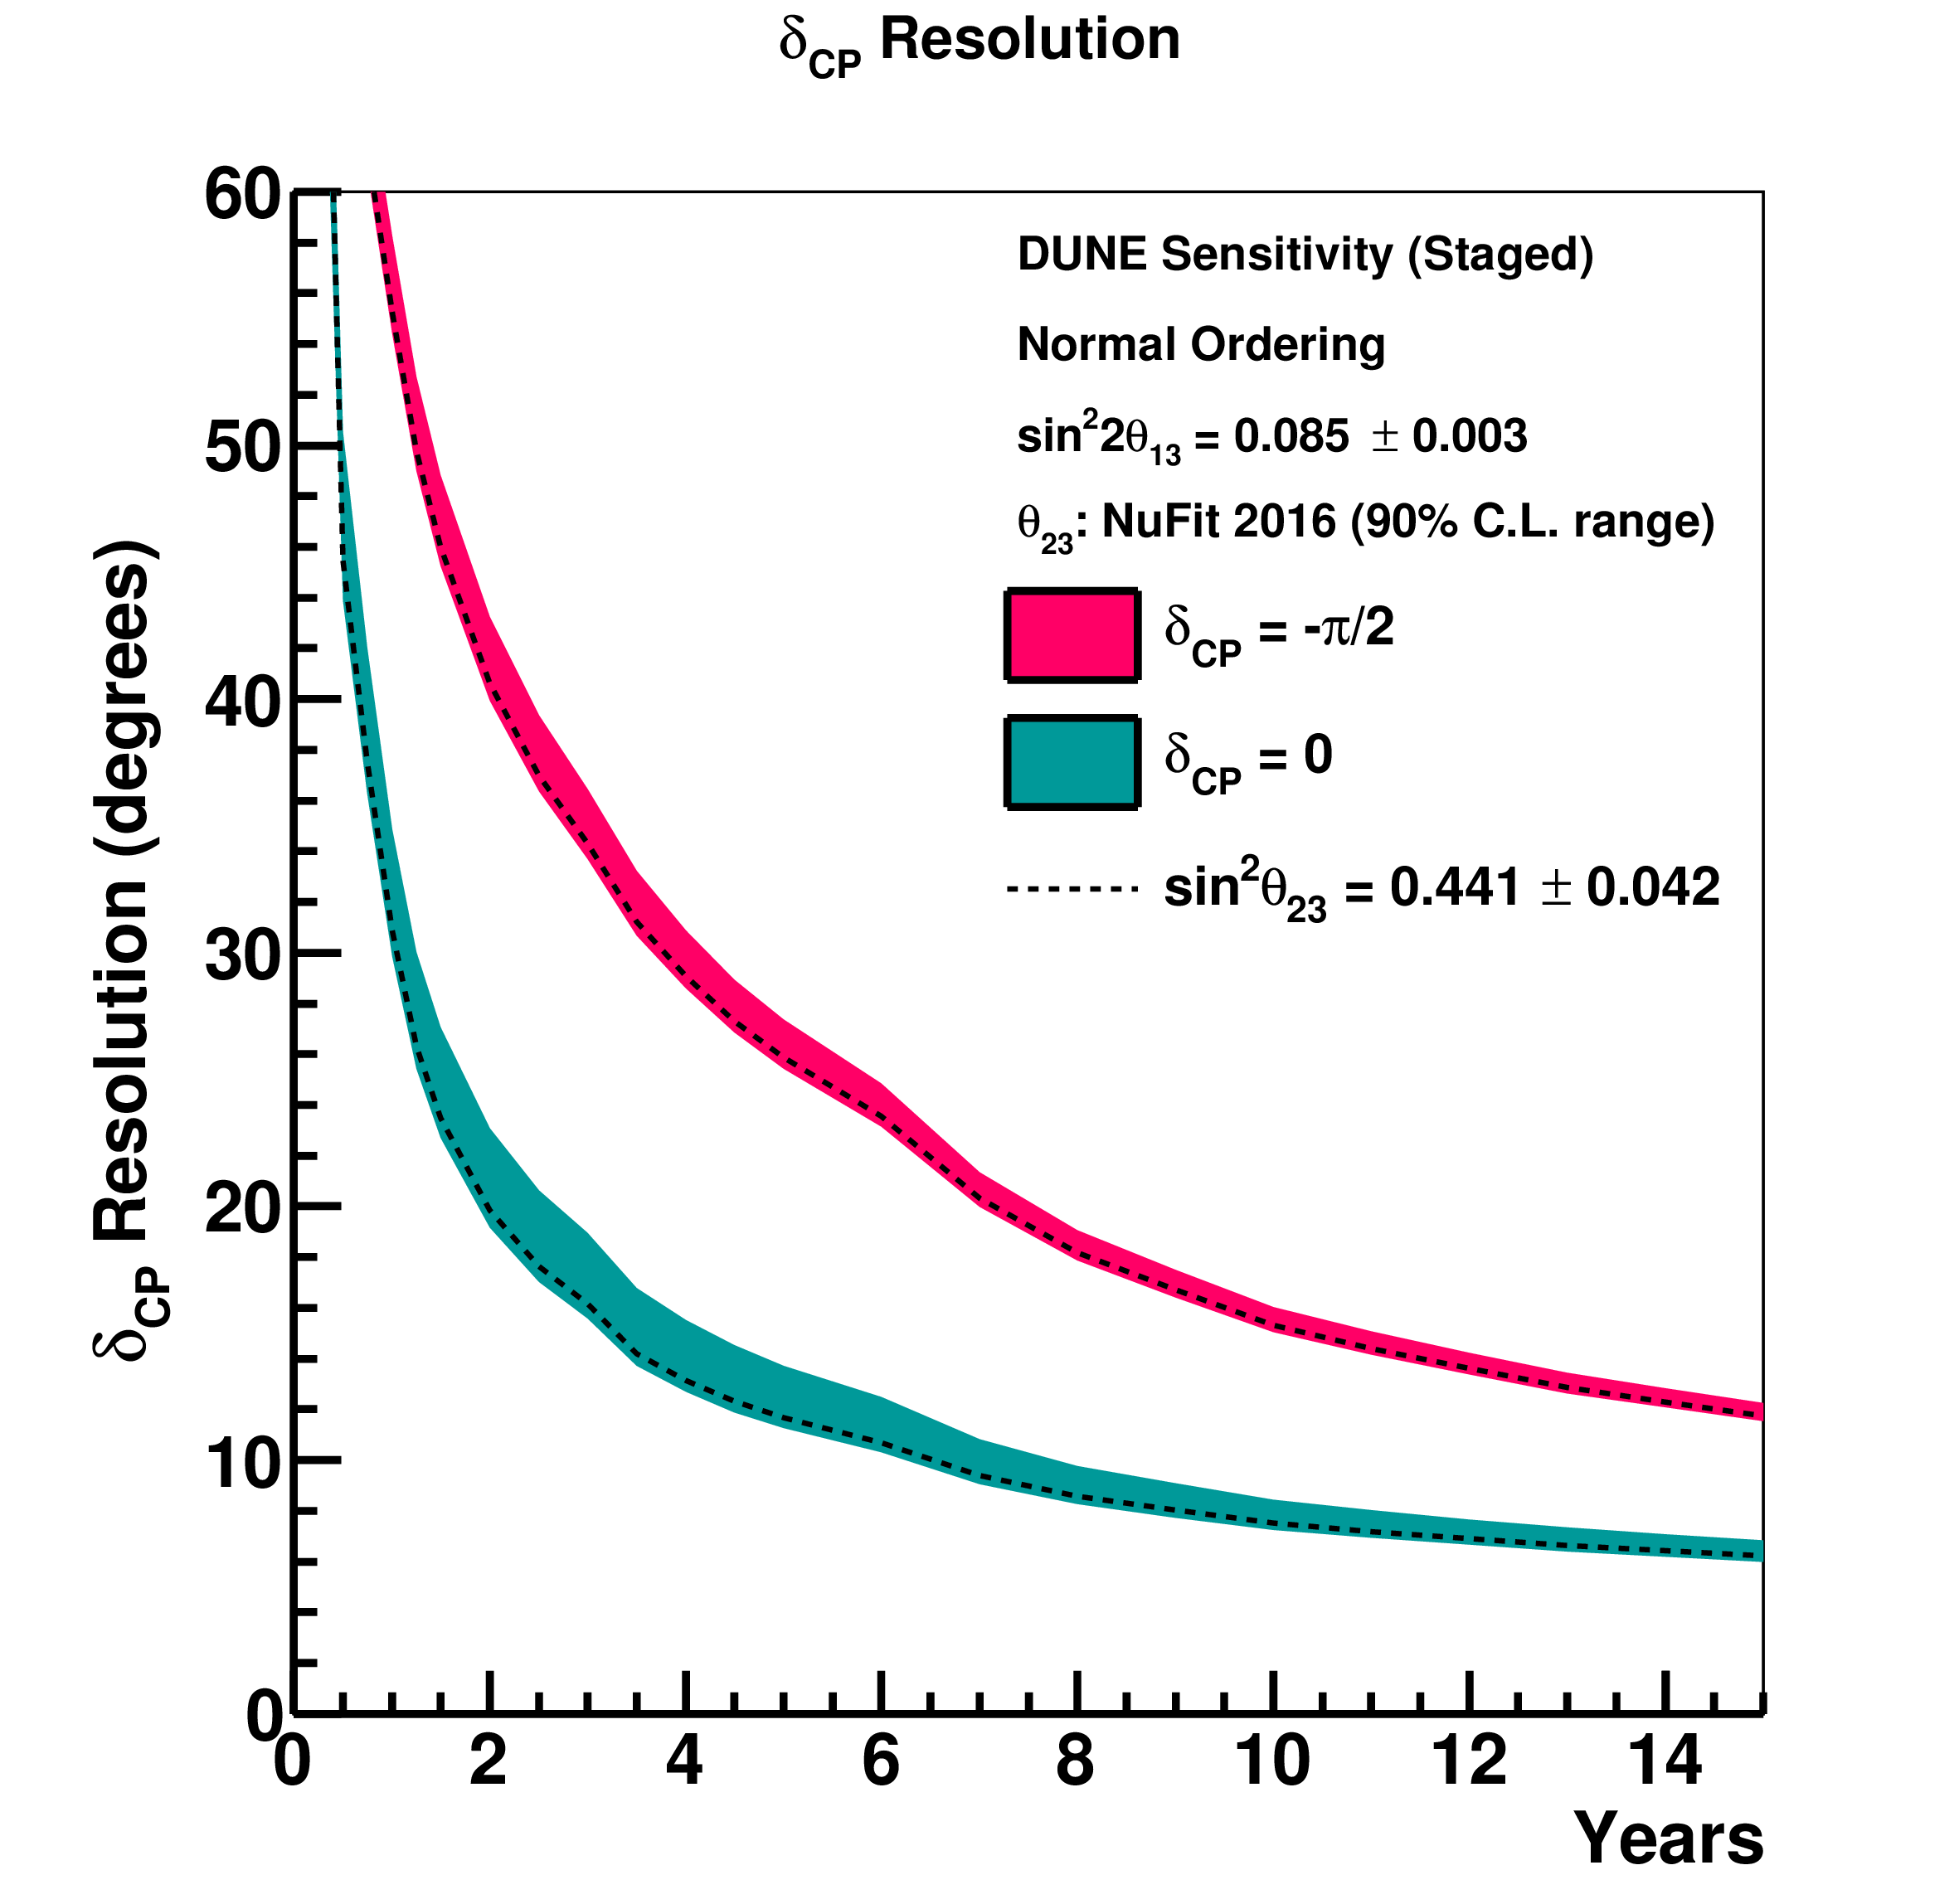 δCP Resolution
60
50
40
30
20
10
0
δCP Resolution (degrees)
DUNE Sensitivity (Staged)
Normal Ordering
sin²2θ13 = 0.085 ± 0.003
θ23: NuFit 2016 (90% C.L. range)
δCP = -π/2
δCP = 0
sin²θ23 = 0.441 ± 0.042
0 2 4 6 8 10 12 14
Years